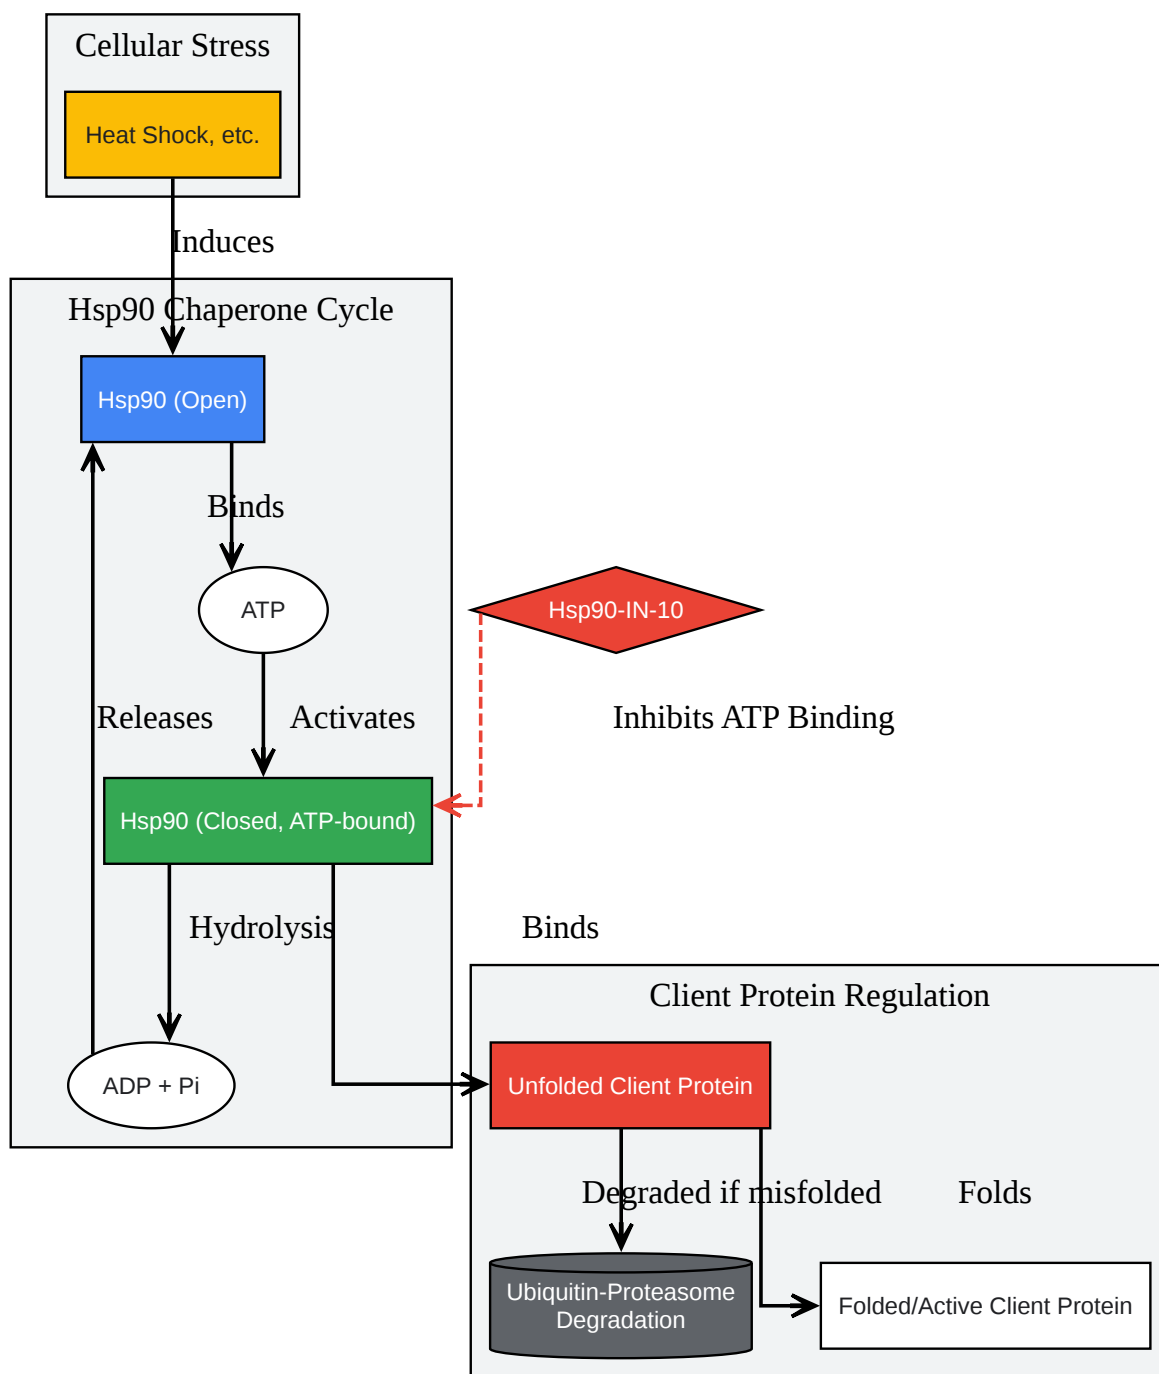 Cellular Stress
Heat Shock, etc.
Induces
Hsp90 Chaperone Cycle
Hsp90 (Open)
Binds
ATP
Hsp90-IN-10
Releases
Activates
Inhibits ATP Binding
Hsp90 (Closed, ATP-bound)
Hydrolysis
Binds
Client Protein Regulation
ADP + Pi
Unfolded Client Protein
Degraded if misfolded
Folds
Ubiquitin-Proteasome
Degradation
Folded/Active Client Protein